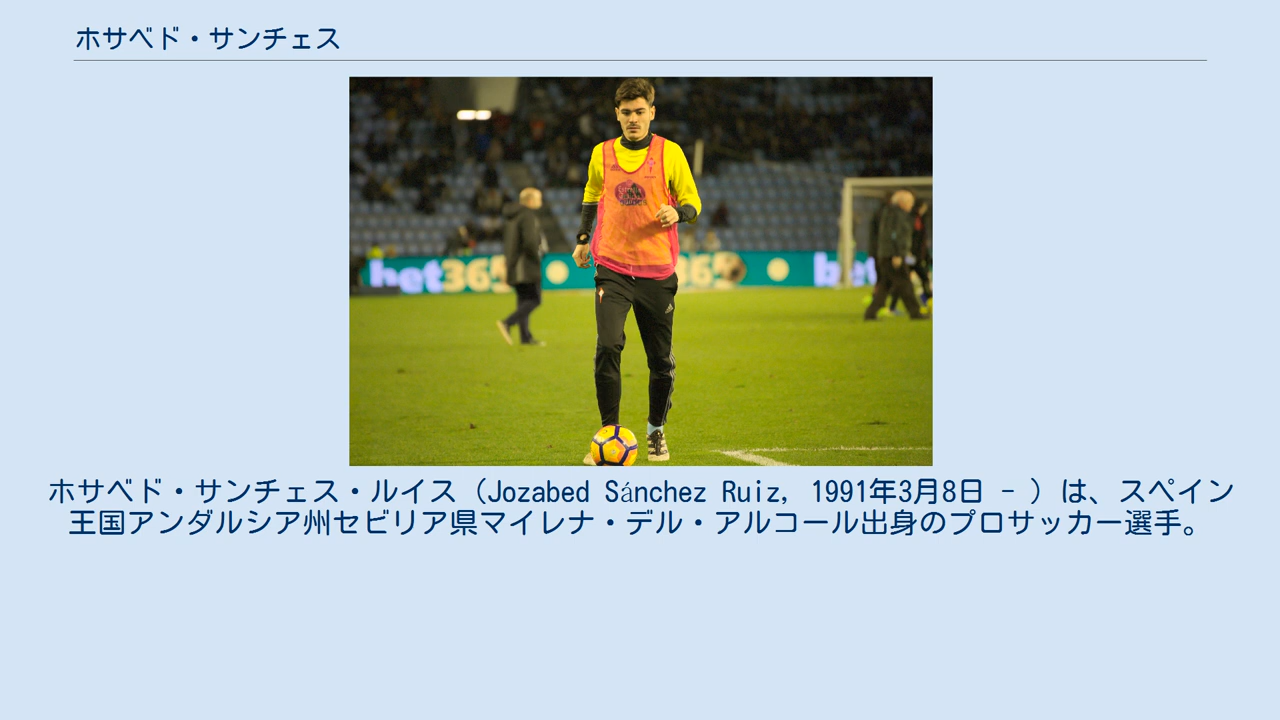 ホサベド・サンチェス
bet365
365
bet
ホサベド・サンチェス・ルイス（Jozabed Sánchez Ruiz, 1991年3月8日 - ）は、スペイン
王国アンダルシア州セビリア県マイレナ・デル・アルコール出身のプロサッカー選手。